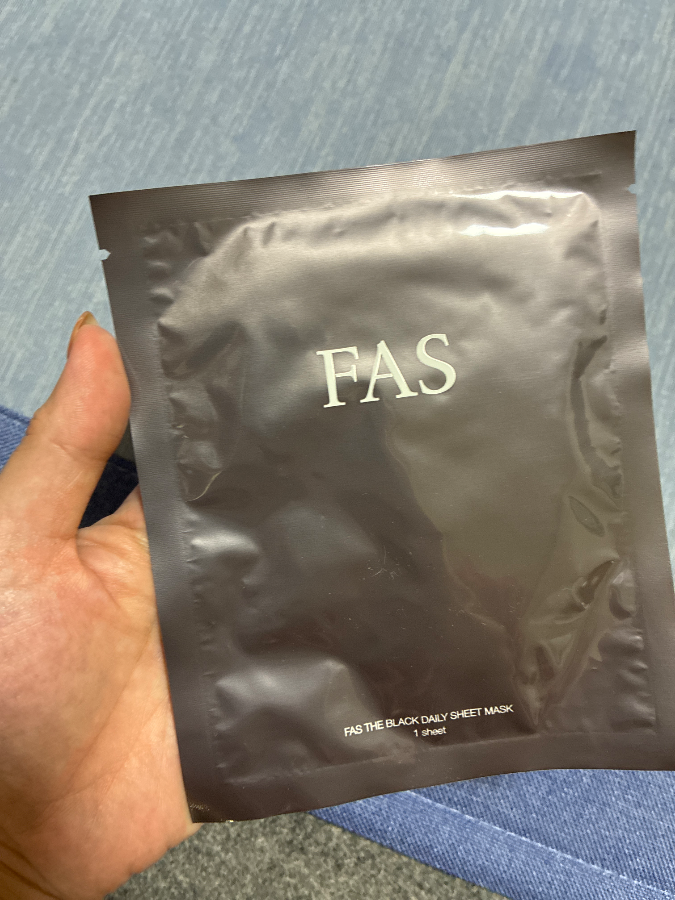 FAS
FAS THE BLACK DAILY SHEET MASK
1 sheet